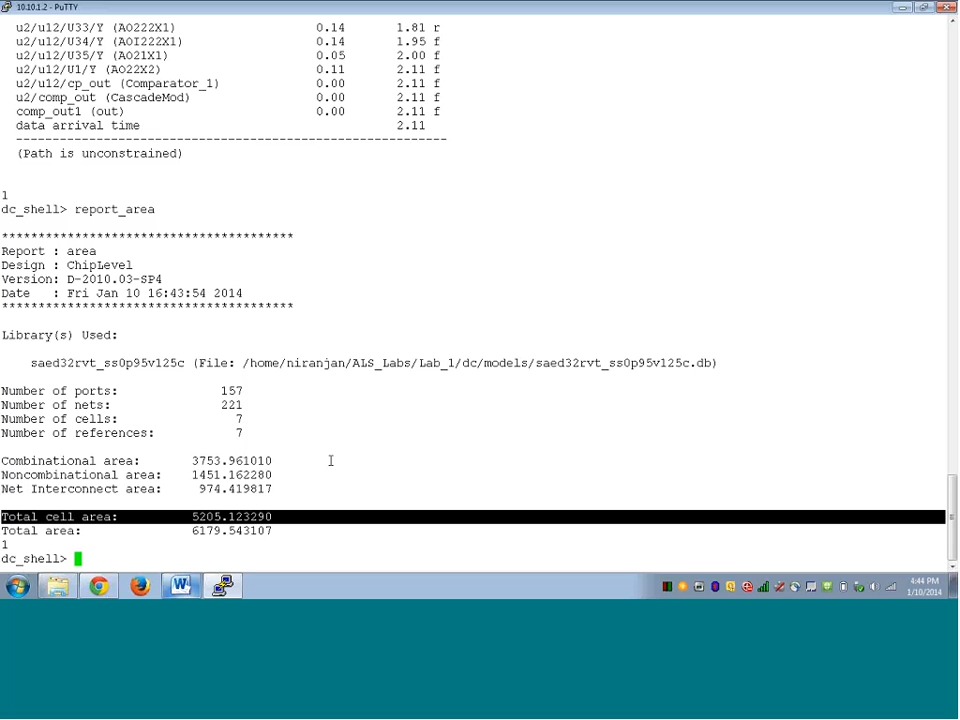 10.10.1.2 - PuTTY
u2/u12/U33/Y (AO222X1) 0.14 1.81 r
u2/u12/U34/Y (AOI222X1) 0.14 1.95 f
u2/u12/U35/Y (AO21X1) 0.05 2.00 f
u2/u12/U1/Y (AO22X2) 0.11 2.11 f
u2/u12/cp_out (Comparator_1) 0.00 2.11 f
u2/comp_out (CascadeMod) 0.00 2.11 f
comp_out1 (out) 0.00 2.11 f
data arrival time 2.11
-----------------------------------------------------------
(Path is unconstrained)
1
dc_shell> report_area
****************************************
Report : area
Design : ChipLevel
Version: D-2010.03-SP4
Date : Fri Jan 10 16:43:54 2014
****************************************
Library(s) Used:
saed32rvt_ss0p95v125c (File: /home/niranjan/ALS_Labs/Lab_1/dc/models/saed32rvt_ss0p95v125c.db)
Number of ports: 157
Number of nets: 221
Number of cells: 7
Number of references: 7
Combinational area: 3753.961010
Noncombinational area: 1451.162280
Net Interconnect area: 974.419817
Total cell area: 5205.123290
Total area: 6179.543107
1
dc_shell>
4:44 PM
1/10/2014